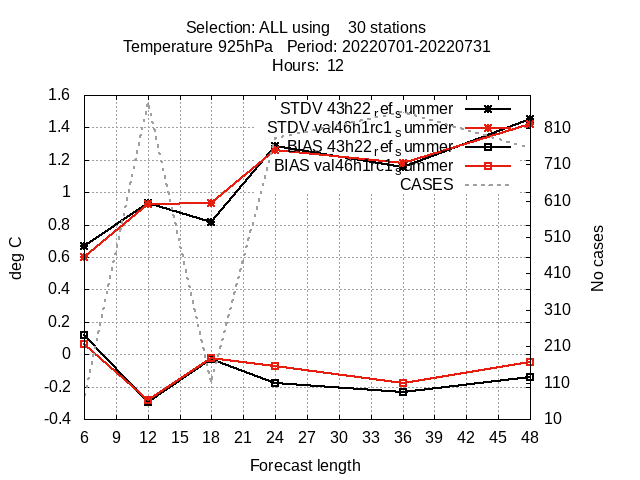 Selection: ALL using 30 stations
Temperature 925hPa Period: 20220701-20220731
Hours: 12
STDV 43h22_ref_summer
STDV val46h1rc1_summer
BIAS 43h22_ref_summer
BIAS val46h1rc1_summer
CASES
1.6
1.4
1.2
1
0.8
0.6
0.4
0.2
0
-0.2
-0.4
deg C
810
710
610
510
410
310
210
110
10
No cases
6 9 12 15 18 21 24 27 30 33 36 39 42 45 48
Forecast length